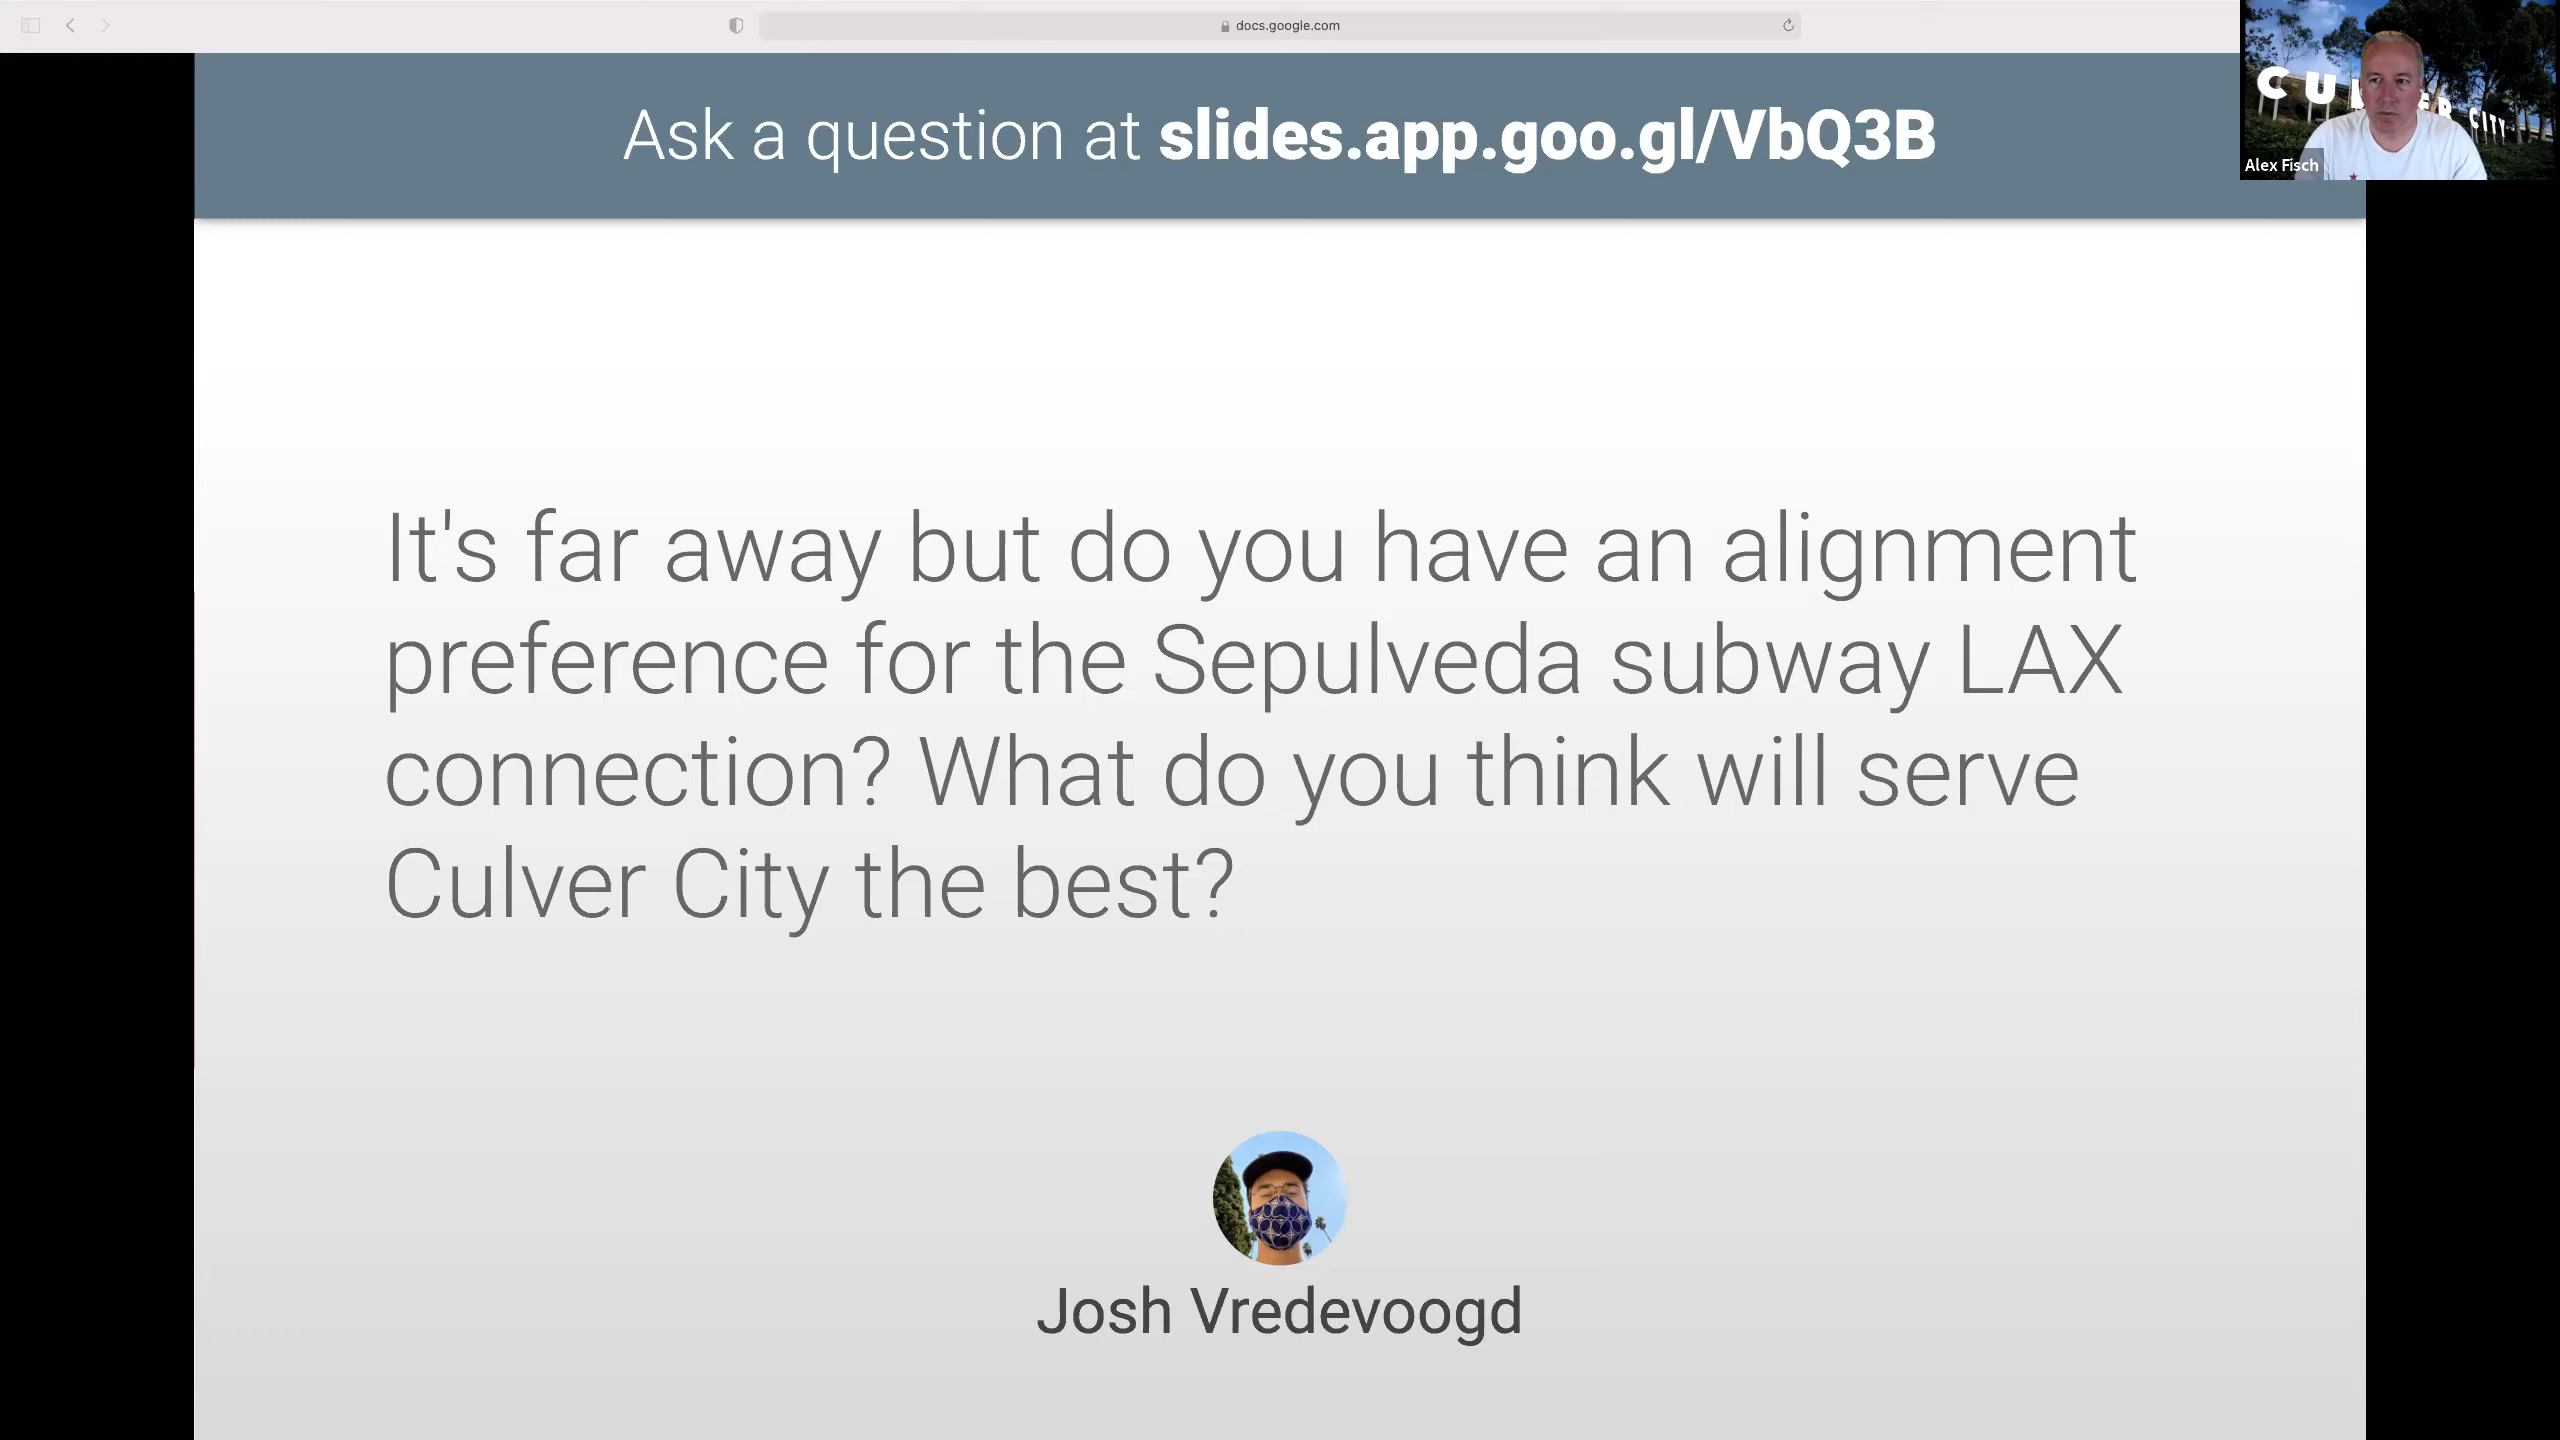 docs.google.com
Ask a question at slides.app.goo.gl/VbQ3B
CULVER CITY
Alex Fisch
It's far away but do you have an alignment
preference for the Sepulveda subway LAX
connection? What do you think will serve
Culver City the best?
Josh Vredevoogd